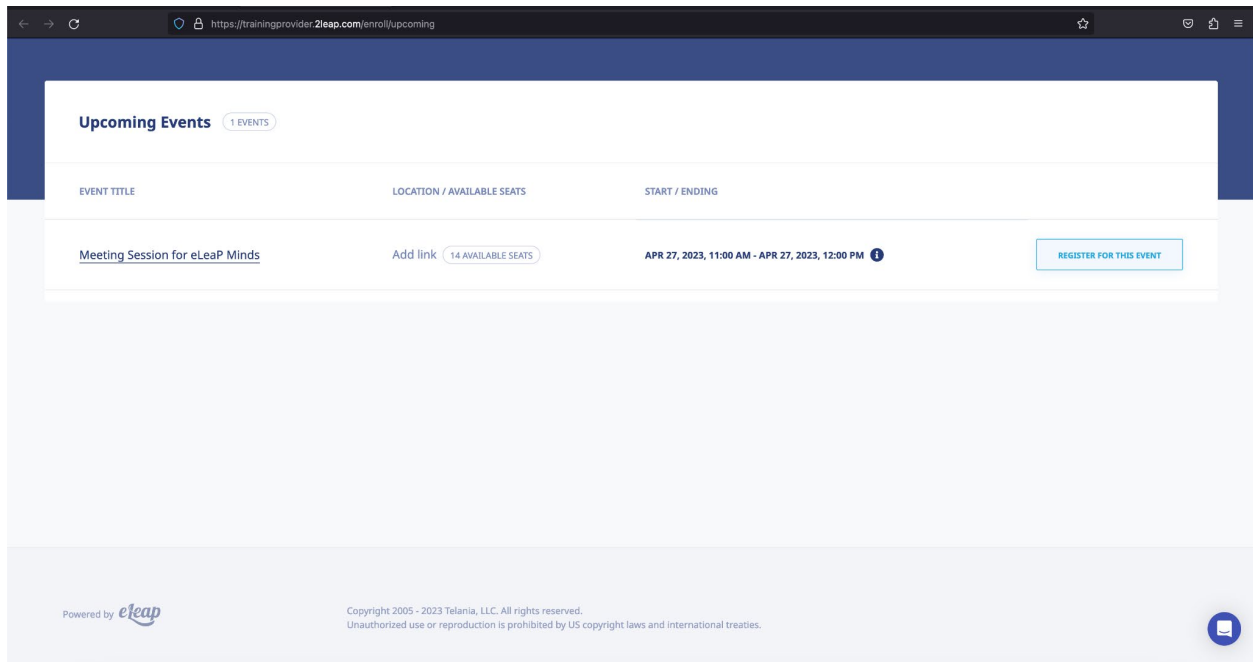 https://trainingprovider.2leap.com/enroll/upcoming
Upcoming Events 1 EVENTS
EVENT TITLE LOCATION / AVAILABLE SEATS START / ENDING
Meeting Session for eLeaP Minds Add link 14 AVAILABLE SEATS APR 27, 2023, 11:00 AM - APR 27, 2023, 12:00 PM i REGISTER FOR THIS EVENT
Powered by eleap
Copyright 2005 - 2023 Telania, LLC. All rights reserved.
Unauthorized use or reproduction is prohibited by US copyright laws and international treaties.